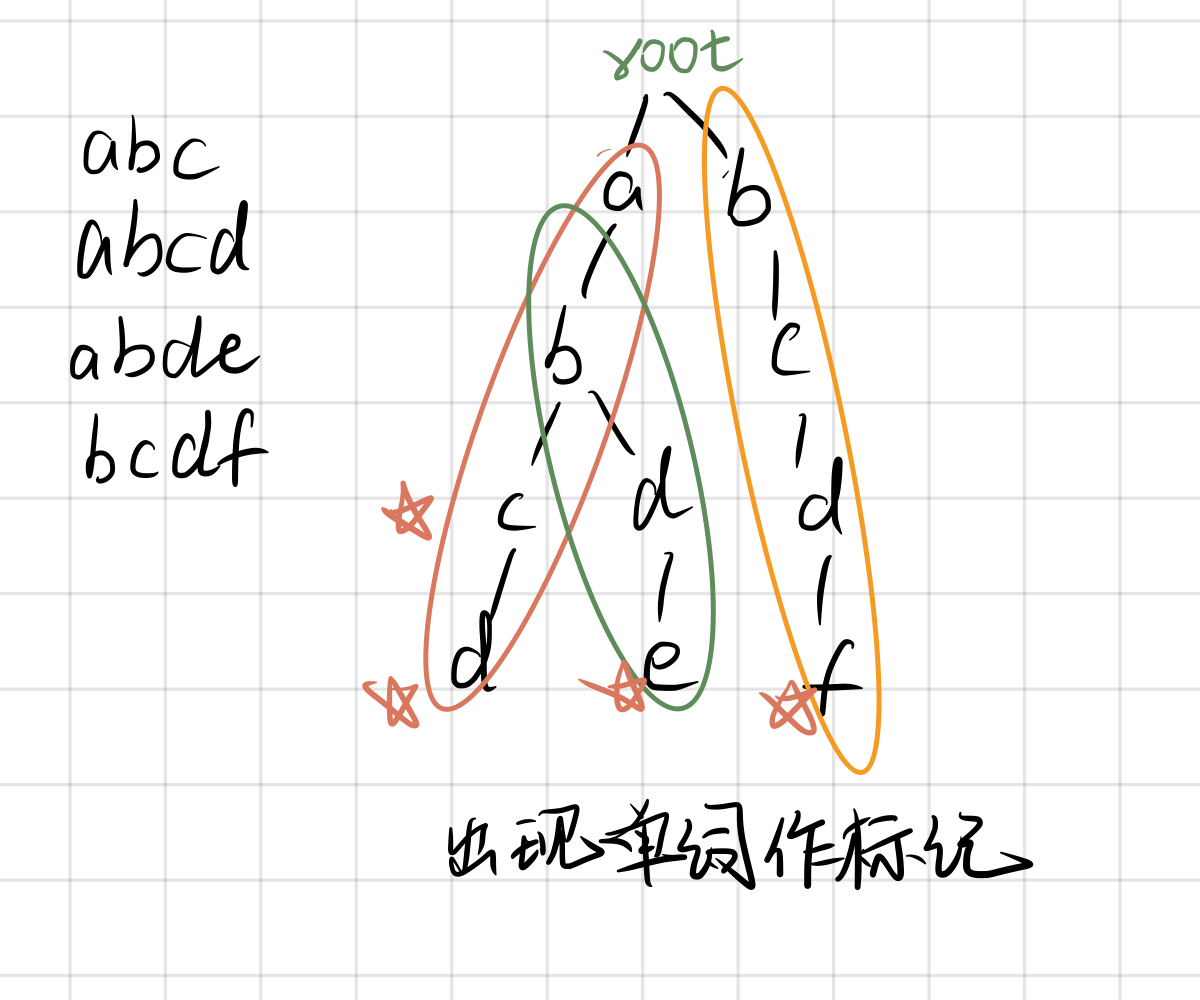 root
abc
abcd
abde
bcdf
a b
b c
c d d
d e f
出现单词作标记